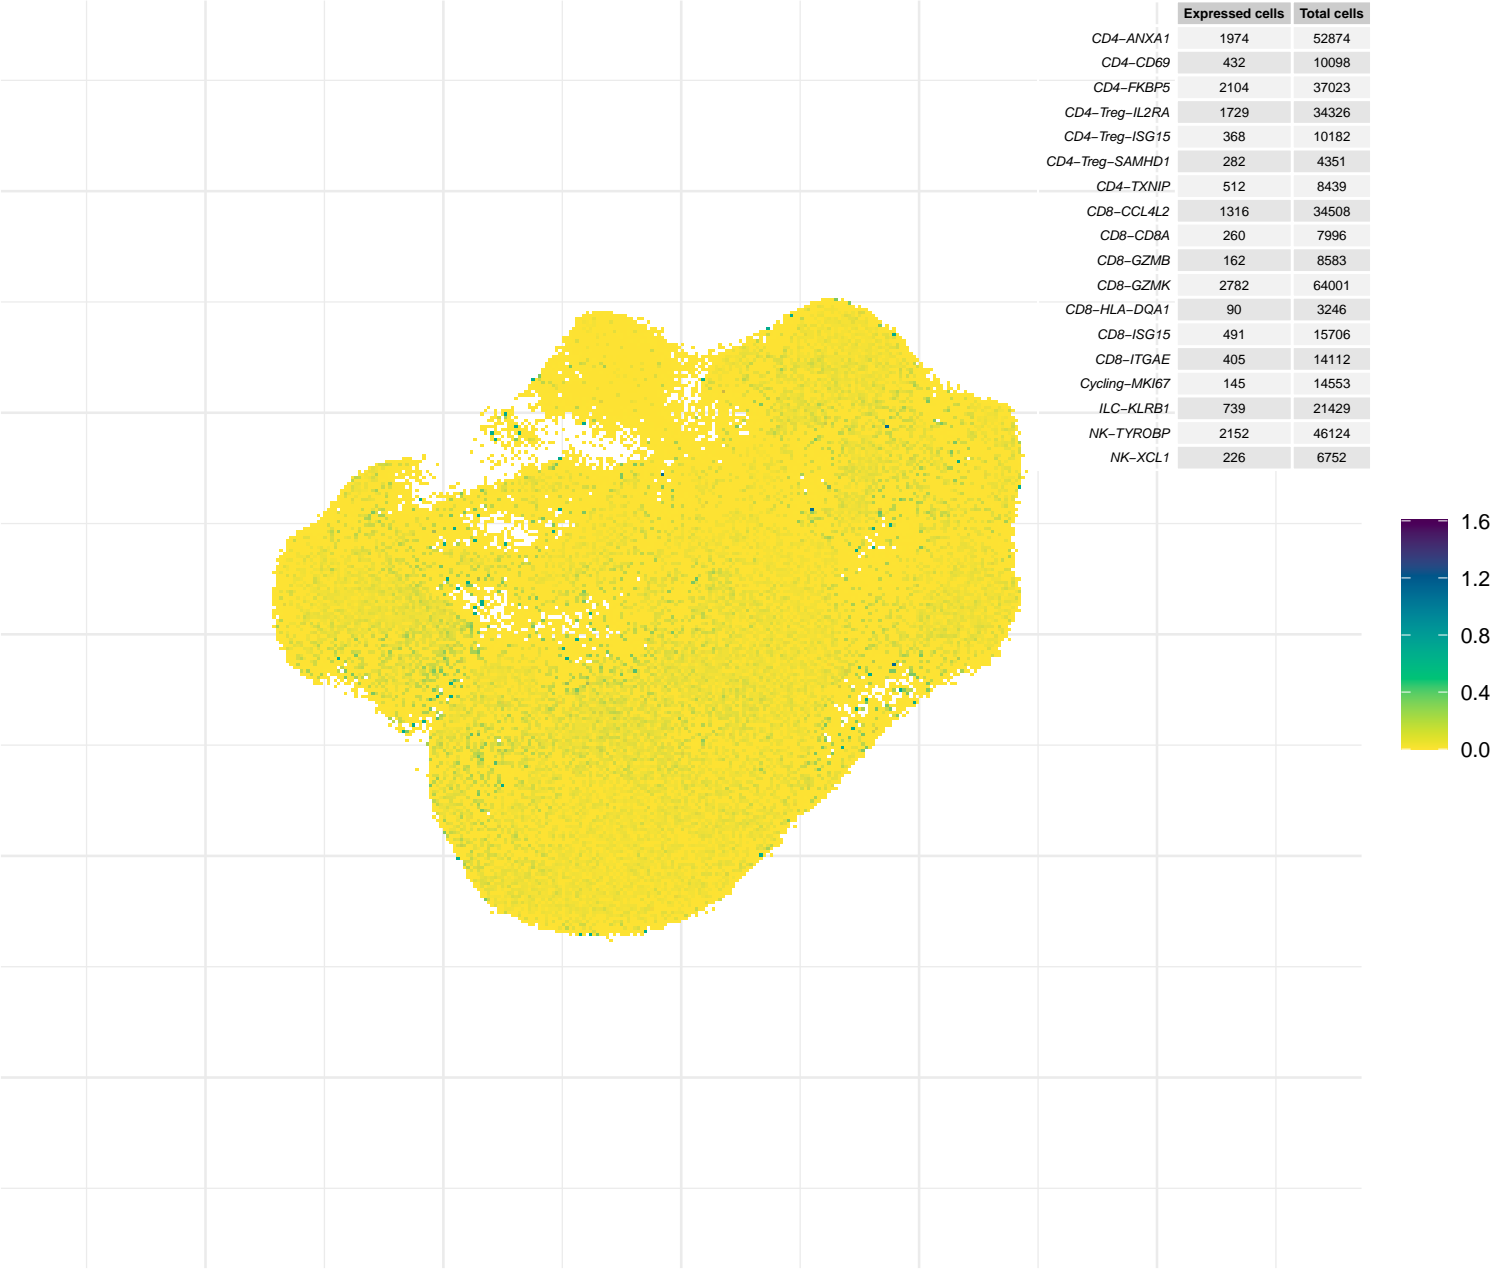 Expressed cells Total cells
CD4−ANXA1 1974 52874
CD4−CD69 432 10098
CD4−FKBP5 2104 37023
CD4−Treg−IL2RA 1729 34326
CD4−Treg−ISG15 368 10182
CD4−Treg−SAMHD1 282 4351
CD4−TXNIP 512 8439
CD8−CCL4L2 1316 34508
CD8−CD8A 260 7996
CD8−GZMB 162 8583
CD8−GZMK 2782 64001
CD8−HLA−DQA1 90 3246
CD8−ISG15 491 15706
CD8−ITGAE 405 14112
Cycling−MKI67 145 14553
ILC−KLRB1 739 21429
NK−TYROBP 2152 46124
NK−XCL1 226 6752
1.6
1.2
0.8
0.4
0.0